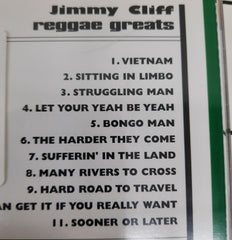 Jimmy Cliff
reggae greats
1. VIETNAM
2. SITTING IN LIMBO
3. STRUGGLING MAN
4. LET YOUR YEAH BE YEAH
5. BONGO MAN
6. THE HARDER THEY COME
7. SUFFERIN' IN THE LAND
8. MANY RIVERS TO CROSS
9. HARD ROAD TO TRAVEL
AN GET IT IF YOU REALLY WANT
11. SOONER OR LATER